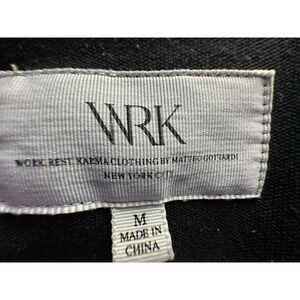 WRK
WORK REST KARMA CLOTHING BY MATTEO GOTTARDI
NEW YORK CITY
M
MADE IN
CHINA